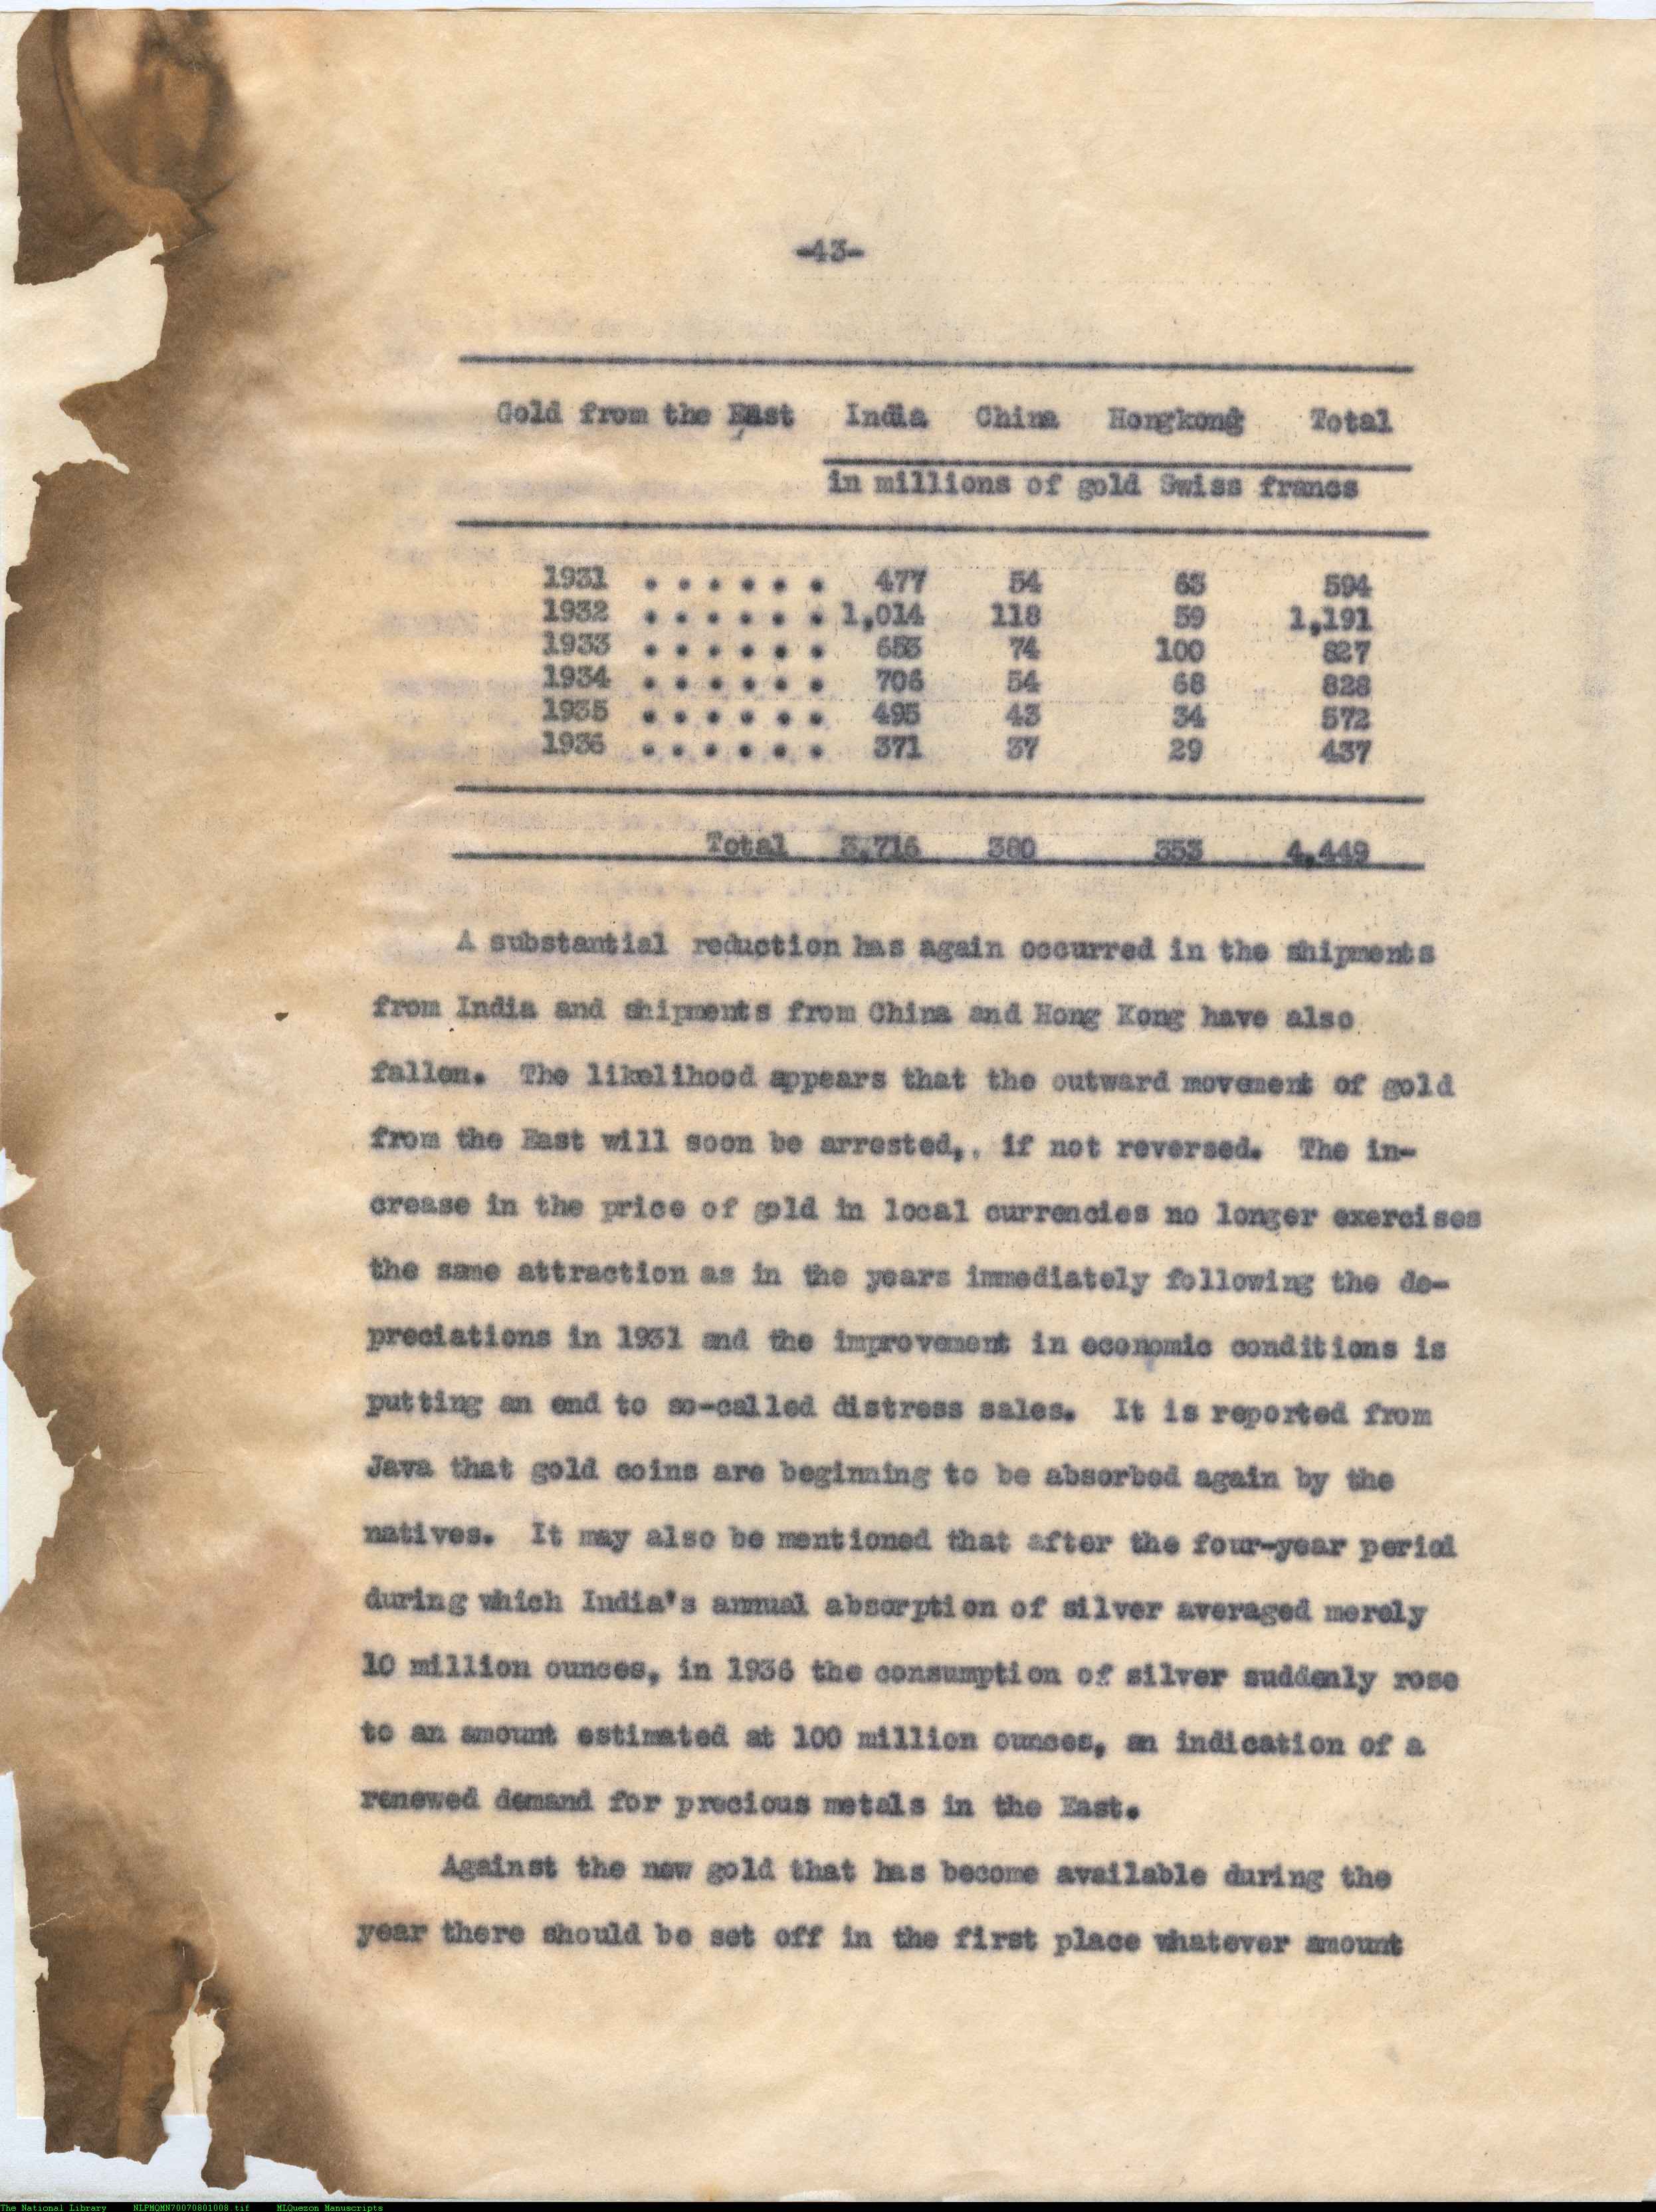 -43-
Gold from the East India China Hongkong Total
in millions of gold Swiss francs
1931 . . . . . . 477 54 63 594
1932 . . . . . . 1,014 118 59 1,191
1933 . . . . . . 653 74 100 827
1934 . . . . . . 706 54 68 828
1935 . . . . . . 495 43 34 572
1936 . . . . . . 371 37 29 437
Total 3,716 380 353 4,449
A substantial reduction has again occurred in the shipments
from India and shipments from China and Hong Kong have also
fallen. The likelihood appears that the outward movement of gold
from the East will soon be arrested,, if not reversed. The in-
crease in the price of gold in local currencies no longer exercises
the same attraction as in the years immediately following the de-
preciations in 1931 and the improvement in economic conditions is
putting an end to so-called distress sales. It is reported from
Java that gold coins are beginning to be absorbed again by the
natives. It may also be mentioned that after the four-year period
during which India's annual absorption of silver averaged merely
10 million ounces, in 1936 the consumption of silver suddenly rose
to an amount estimated at 100 million ounces, an indication of a
renewed demand for precious metals in the East.
Against the new gold that has become available during the
year there should be set off in the first place whatever amount
The National Library NLPMQMN70070801008.tif MLQuezon Manuscripts